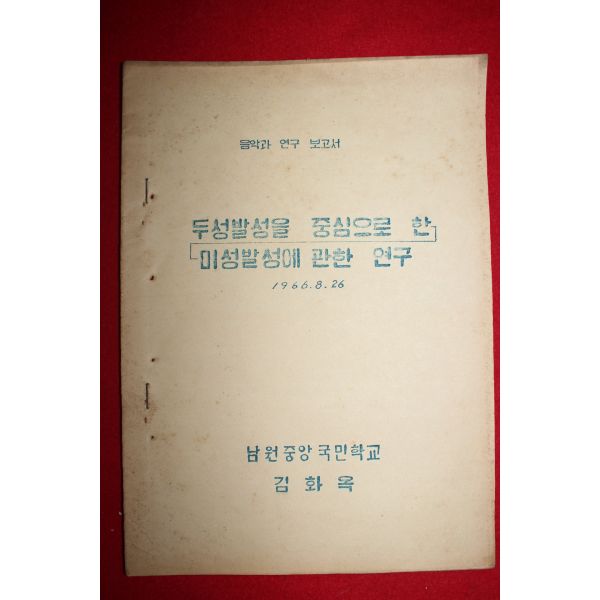 음악과 연구 보고서
두성발성을 중심으로 한
미성발성에 관한 연구
1966.8.26
남원중앙국민학교
김화옥